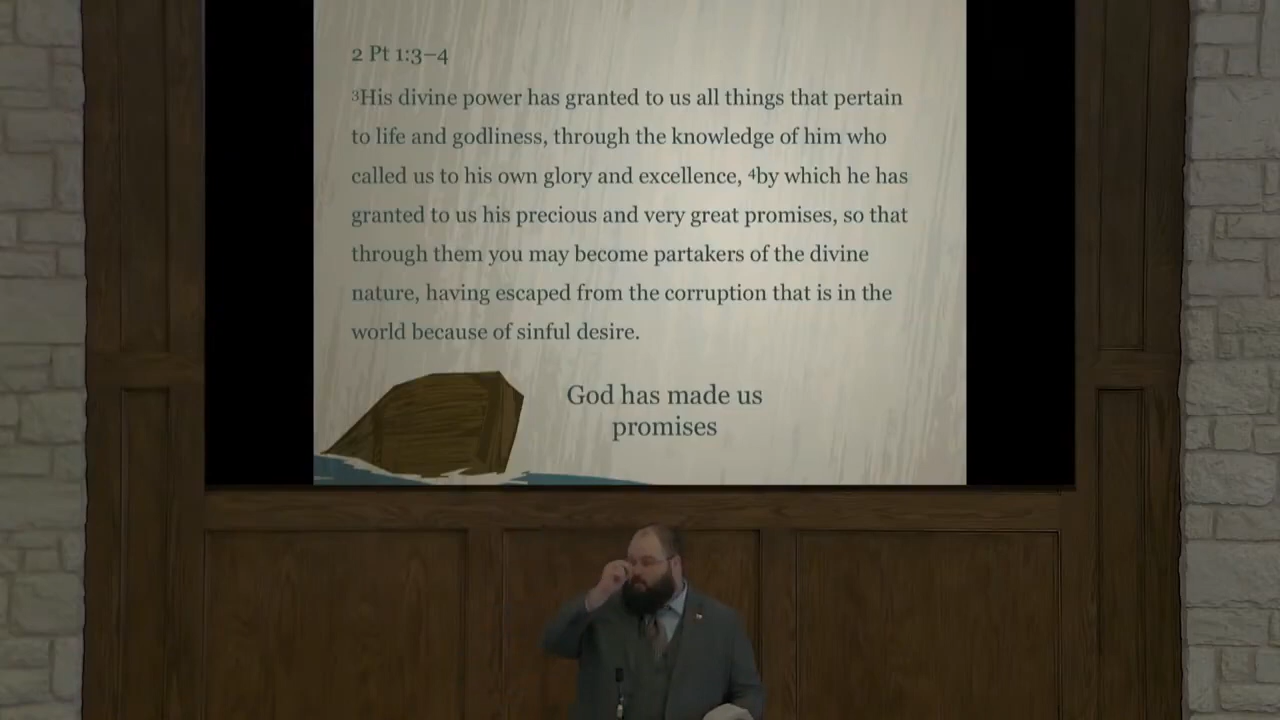 2 Pt 1:3–4
³His divine power has granted to us all things that pertain
to life and godliness, through the knowledge of him who
called us to his own glory and excellence, ⁴by which he has
granted to us his precious and very great promises, so that
through them you may become partakers of the divine
nature, having escaped from the corruption that is in the
world because of sinful desire.
God has made us
promises